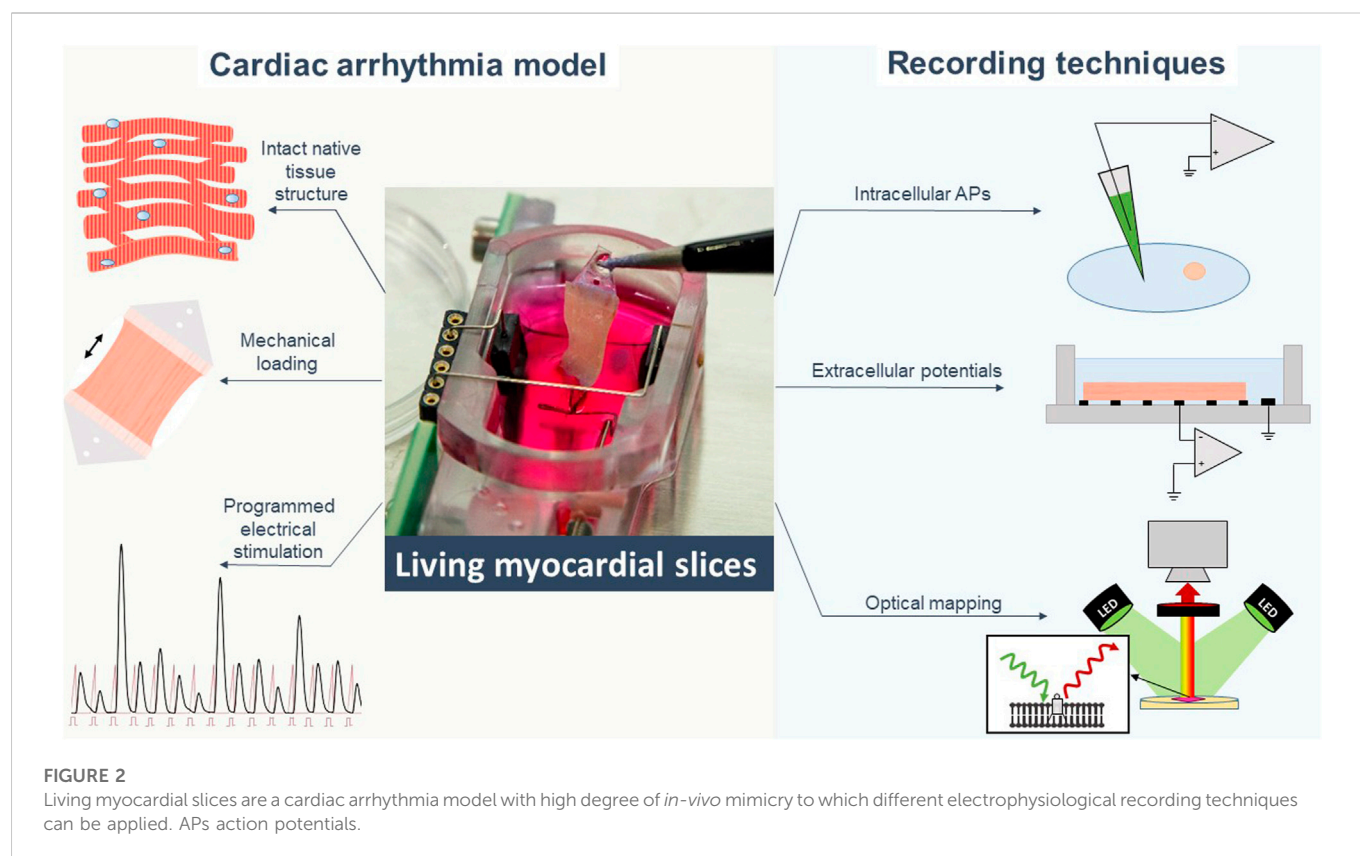 Cardiac arrhythmia model
Recording techniques
Intact native
tissue
structure
Mechanical
loading
Programmed
electrical
stimulation
Living myocardial slices
Intracellular APs
-
+
Extracellular potentials
-
+
Optical mapping
LED
LED
FIGURE 2
Living myocardial slices are a cardiac arrhythmia model with high degree of in-vivo mimicry to which different electrophysiological recording techniques
can be applied. APs action potentials.